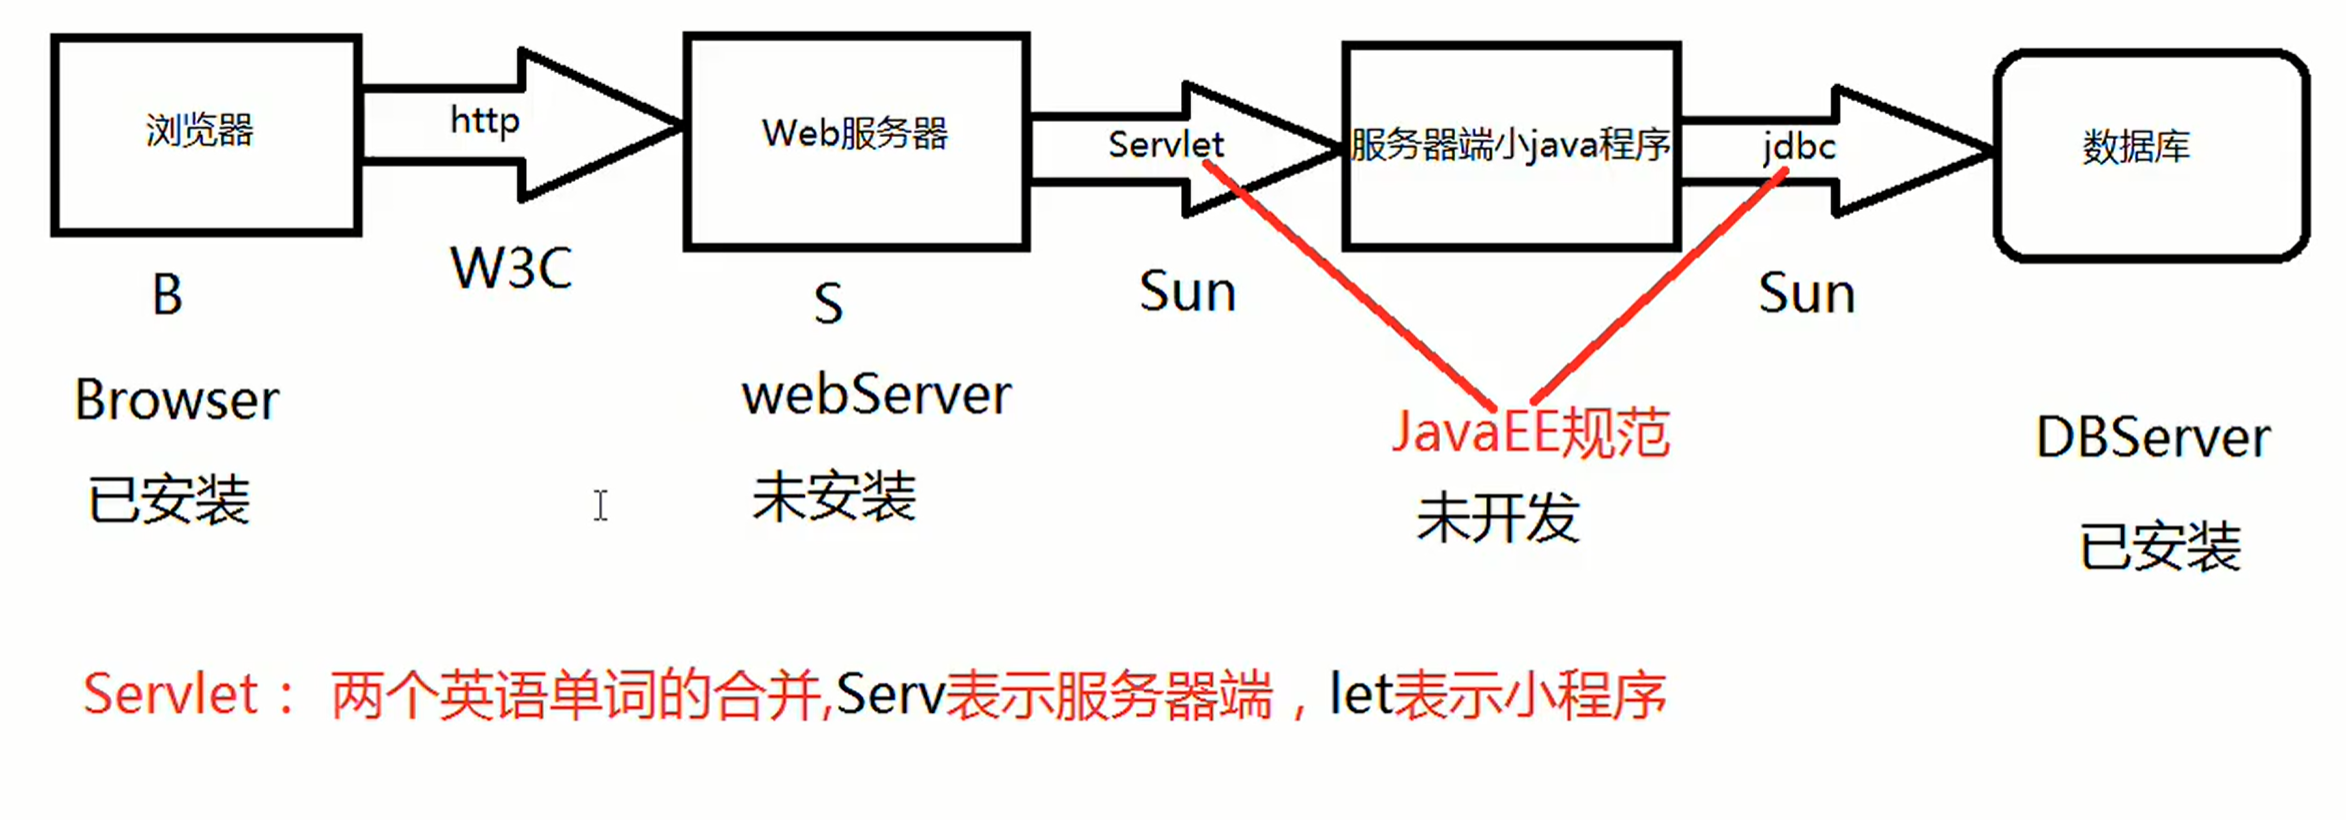 浏览器
http
Web服务器
Servlet
服务器端小java程序
jdbc
数据库
B
W3C
S
Sun
Sun
Browser
webServer
JavaEE规范
DBServer
已安装
未安装
未开发
已安装
Servlet： 两个英语单词的合并,Serv表示服务器端，let表示小程序